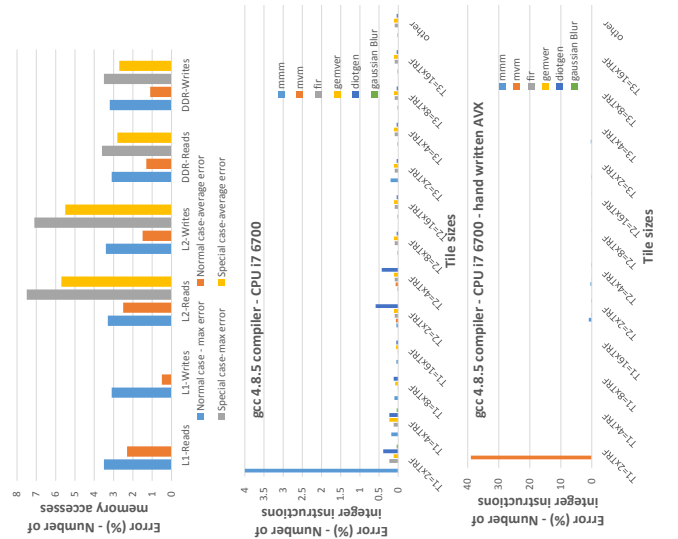 Error (%) - Number of
memory accesses
8
7
6
5
4
3
2
1
0
L1-Reads
L1-Writes
L2-Reads
L2-Writes
DDR-Reads
DDR-Writes
Normal case - max error
Normal case-average error
Special case-max error
Special case-average error
gcc 4.8.5 compiler - CPU i7 6700
Error (%) - Number of
integer instructions
4
3.5
3
2.5
2
1.5
1
0.5
0
mmm
mvm
fir
gemver
diotgen
gaussian Blur
T1=2xTRF
T1=4xTRF
T1=8xTRF
T1=16xTRF
T2=2xTRF
T2=4xTRF
T2=8xTRF
T2=16xTRF
T3=2xTRF
T3=4xTRF
T3=8xTRF
T3=16xTRF
other
Tile sizes
gcc 4.8.5 compiler - CPU i7 6700 - hand written AVX
Error (%) - Number of
integer instructions
40
30
20
10
0
mmm
mvm
fir
gemver
diotgen
gaussian Blur
T1=2xTRF
T1=4xTRF
T1=8xTRF
T1=16xTRF
T2=2xTRF
T2=4xTRF
T2=8xTRF
T2=16xTRF
T3=2xTRF
T3=4xTRF
T3=8xTRF
T3=16xTRF
other
Tile sizes